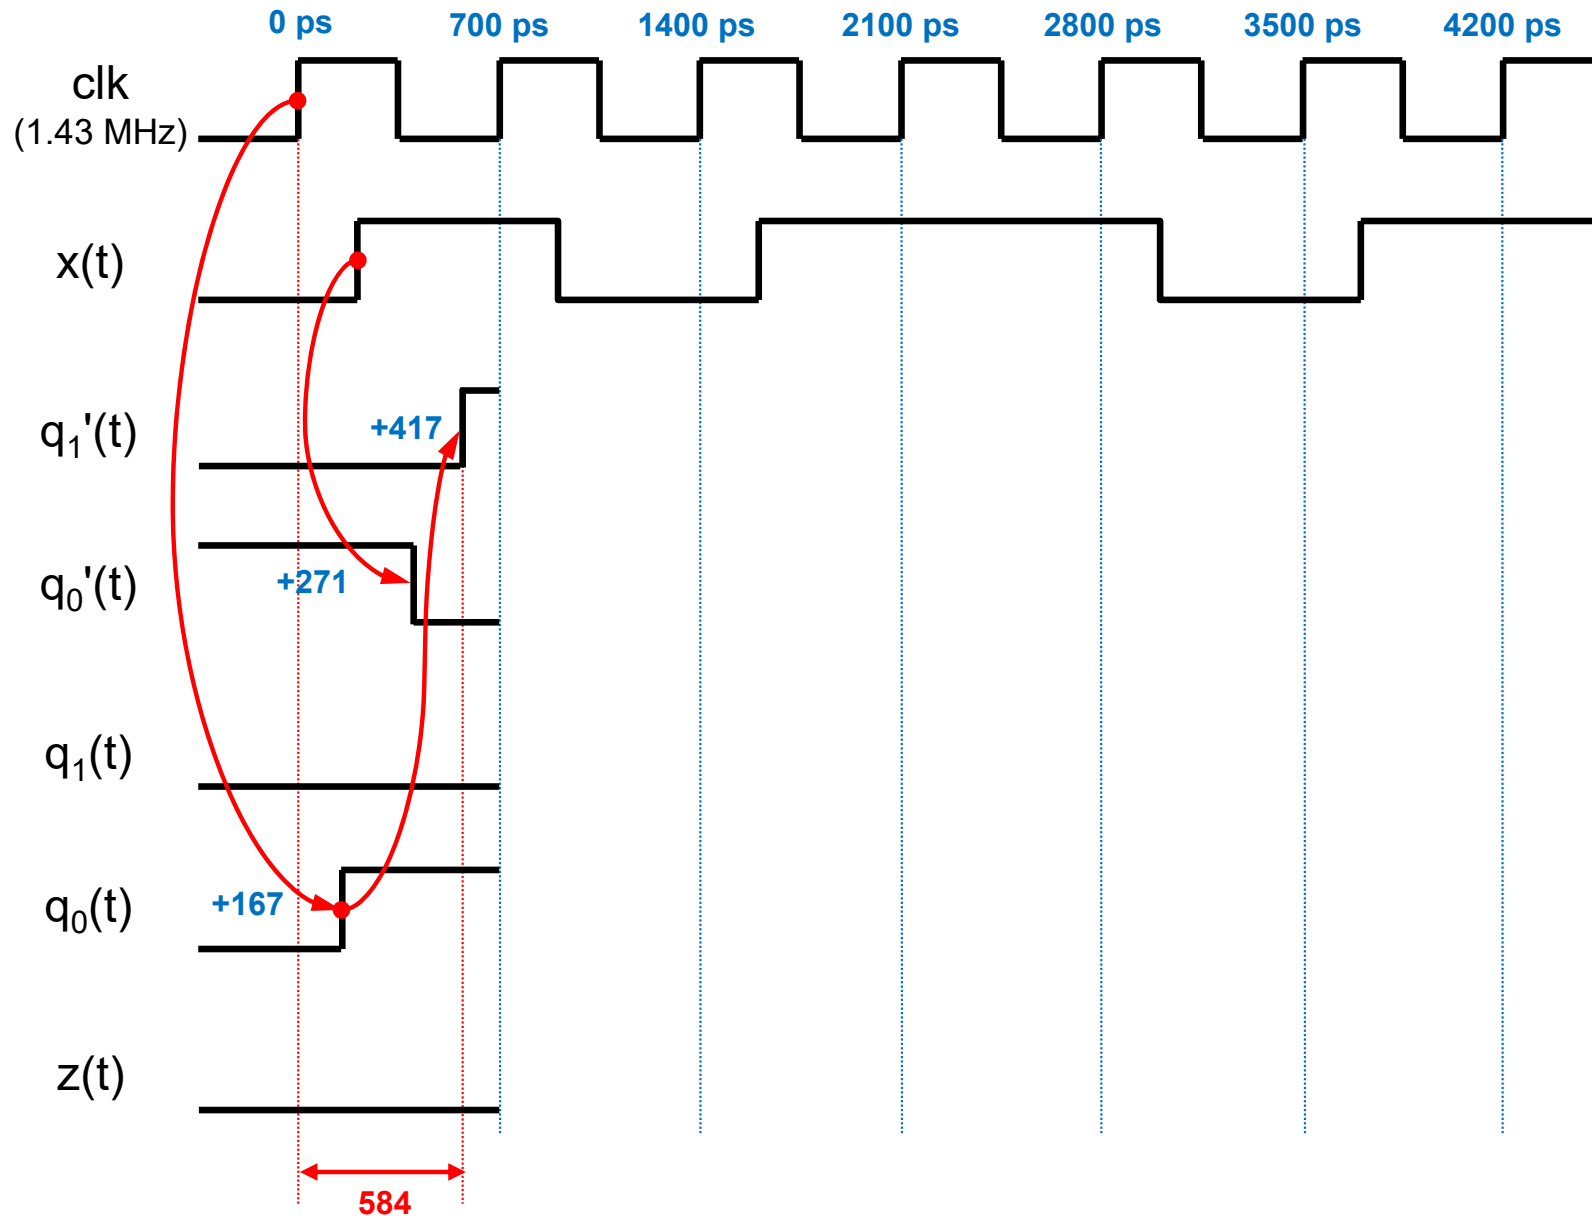 0 ps 700 ps 1400 ps 2100 ps 2800 ps 3500 ps 4200 ps
clk
(1.43 MHz)
x(t)
q₁'(t)
+417
q₀'(t)
+271
q₁(t)
q₀(t)
+167
z(t)
584